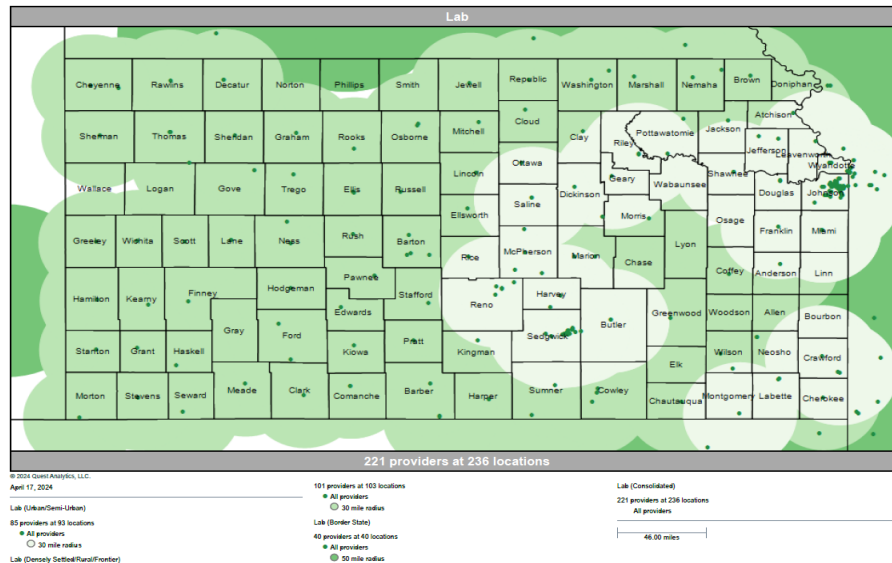 Lab
Cheyenne Rawlins Decatur Norton Phillips Smith Jewell Republic Washington Marshall Nemaha Brown Doniphan
Sherman Thomas Sheridan Graham Rooks Osborne Mitchell Cloud Clay Riley Pottawatomie Jackson Atchison
Jefferson Leavenworth Wyandotte
Wallace Logan Gove Trego Ellis Russell Lincoln Ottawa Saline Dickinson Geary Wabaunsee Shawnee Douglas Johnson
Ellsworth Morris Osage
Greeley Wichita Scott Lane Ness Rush Barton Rice McPherson Marion Chase Lyon Franklin Miami
Hamilton Kearny Finney Hodgeman Pawnee Stafford Reno Harvey Coffey Anderson Linn
Gray Ford Edwards Sedgwick Butler Greenwood Woodson Allen Bourbon
Stanton Grant Haskell Kiowa Pratt Kingman Elk Wilson Neosho Crawford
Morton Stevens Seward Meade Clark Comanche Barber Harper Sumner Cowley Chautauqua Montgomery Labette Cherokee
221 providers at 236 locations
© 2024 Quest Analytics, LLC.
April 17, 2024
Lab (Urban/Semi-Urban)
85 providers at 93 locations
All providers
30 mile radius
Lab (Densely Settled/Rural/Frontier)
101 providers at 103 locations
All providers
30 mile radius
Lab (Border State)
40 providers at 40 locations
All providers
50 mile radius
Lab (Consolidated)
221 providers at 236 locations
All providers
46.00 miles